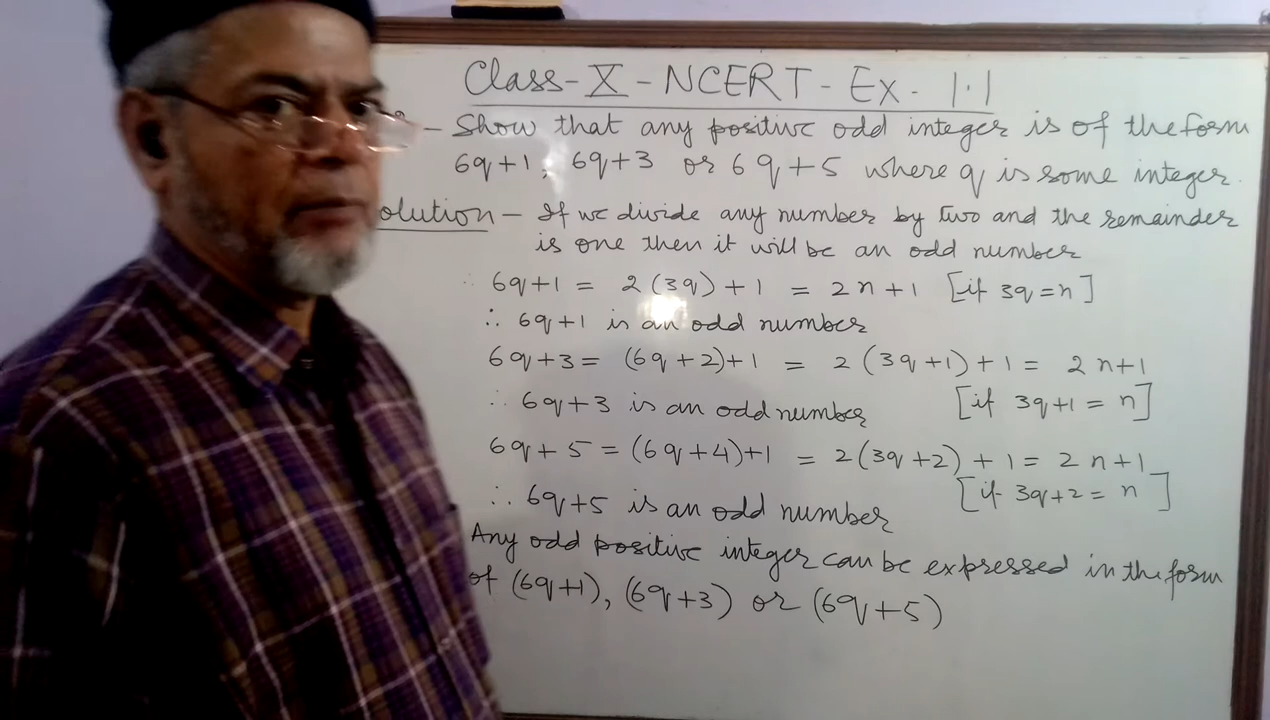 Class-X-NCERT-Ex-1.1
- Show that any positive odd integer is of the form
6q+1, 6q+3 or 6q+5 where q is some integer.
olution - If we divide any number by two and the remainder
is one then it will be an odd number
∴ 6q+1 = 2(3q)+1 = 2n+1 [if 3q=n]
∴ 6q+1 is an odd number
6q+3 = (6q+2)+1 = 2(3q+1)+1 = 2n+1
∴ 6q+3 is an odd number [if 3q+1 = n]
6q+5 = (6q+4)+1 = 2(3q+2)+1 = 2n+1
∴ 6q+5 is an odd number [if 3q+2 = n]
Any odd positive integer can be expressed in the form
of (6q+1), (6q+3) or (6q+5)